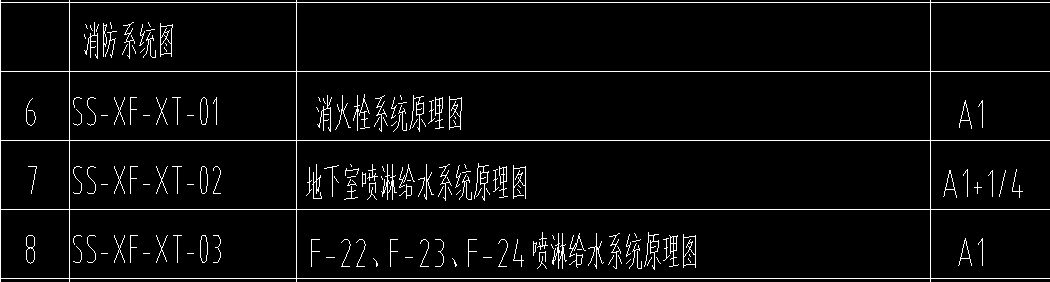 消防系统图
6 SS-XF-XT-01 消火栓系统原理图 A1
7 SS-XF-XT-02 地下室喷淋给水系统原理图 A1+1/4
8 SS-XF-XT-03 F-22、F-23、F-24喷淋给水系统原理图 A1